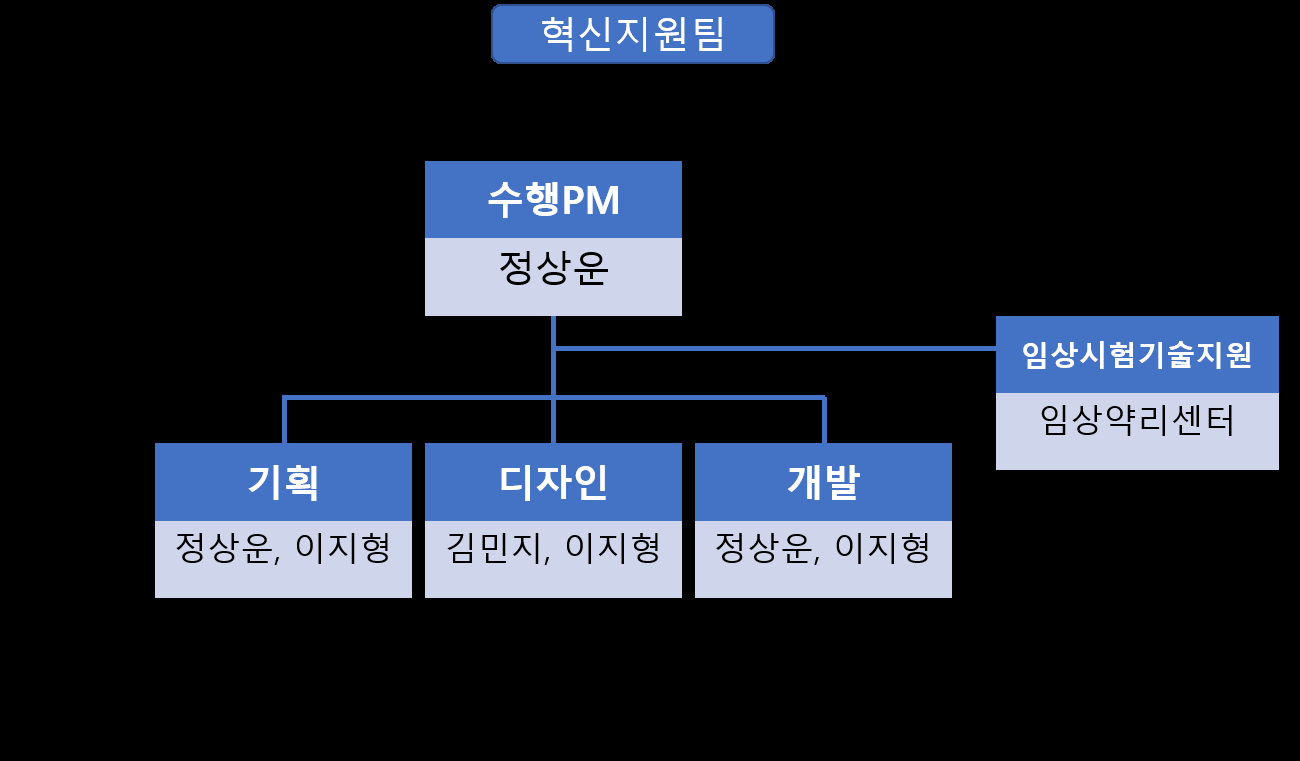 혁신지원팀
수행PM
정상운
임상시험기술지원
임상약리센터
기획
정상운, 이지형
디자인
김민지, 이지형
개발
정상운, 이지형